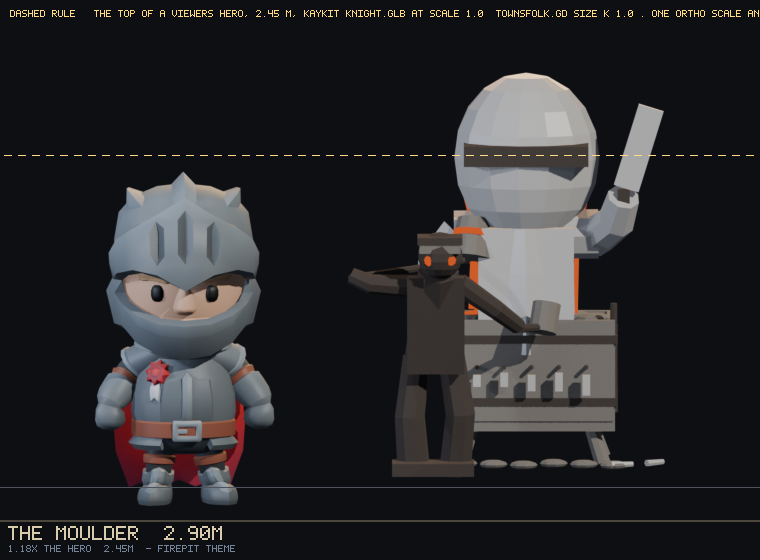 DASHED RULE   THE TOP OF A VIEWERS HERO, 2.45 M, KAYKIT KNIGHT.GLB AT SCALE 1.0  TOWNSFOLK.GD SIZE K 1.0 . ONE ORTHO SCALE AN
THE MOULDER  2.90M
1.18X THE HERO  2.45M  — FIREPIT THEME